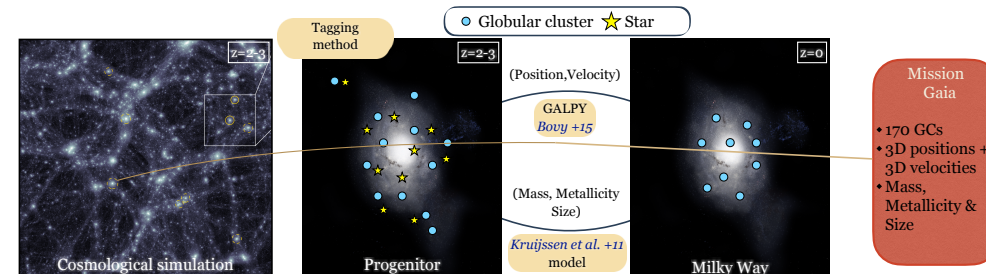 Globular cluster Star
Tagging
method
z=2-3
Cosmological simulation
z=2-3
Progenitor
(Position,Velocity)
GALPY
Bovy +15
(Mass, Metallicity
Size)
Kruijssen et al. +11
model
z=0
Milky Way
Mission
Gaia
170 GCs
3D positions +
3D velocities
Mass,
Metallicity &
Size